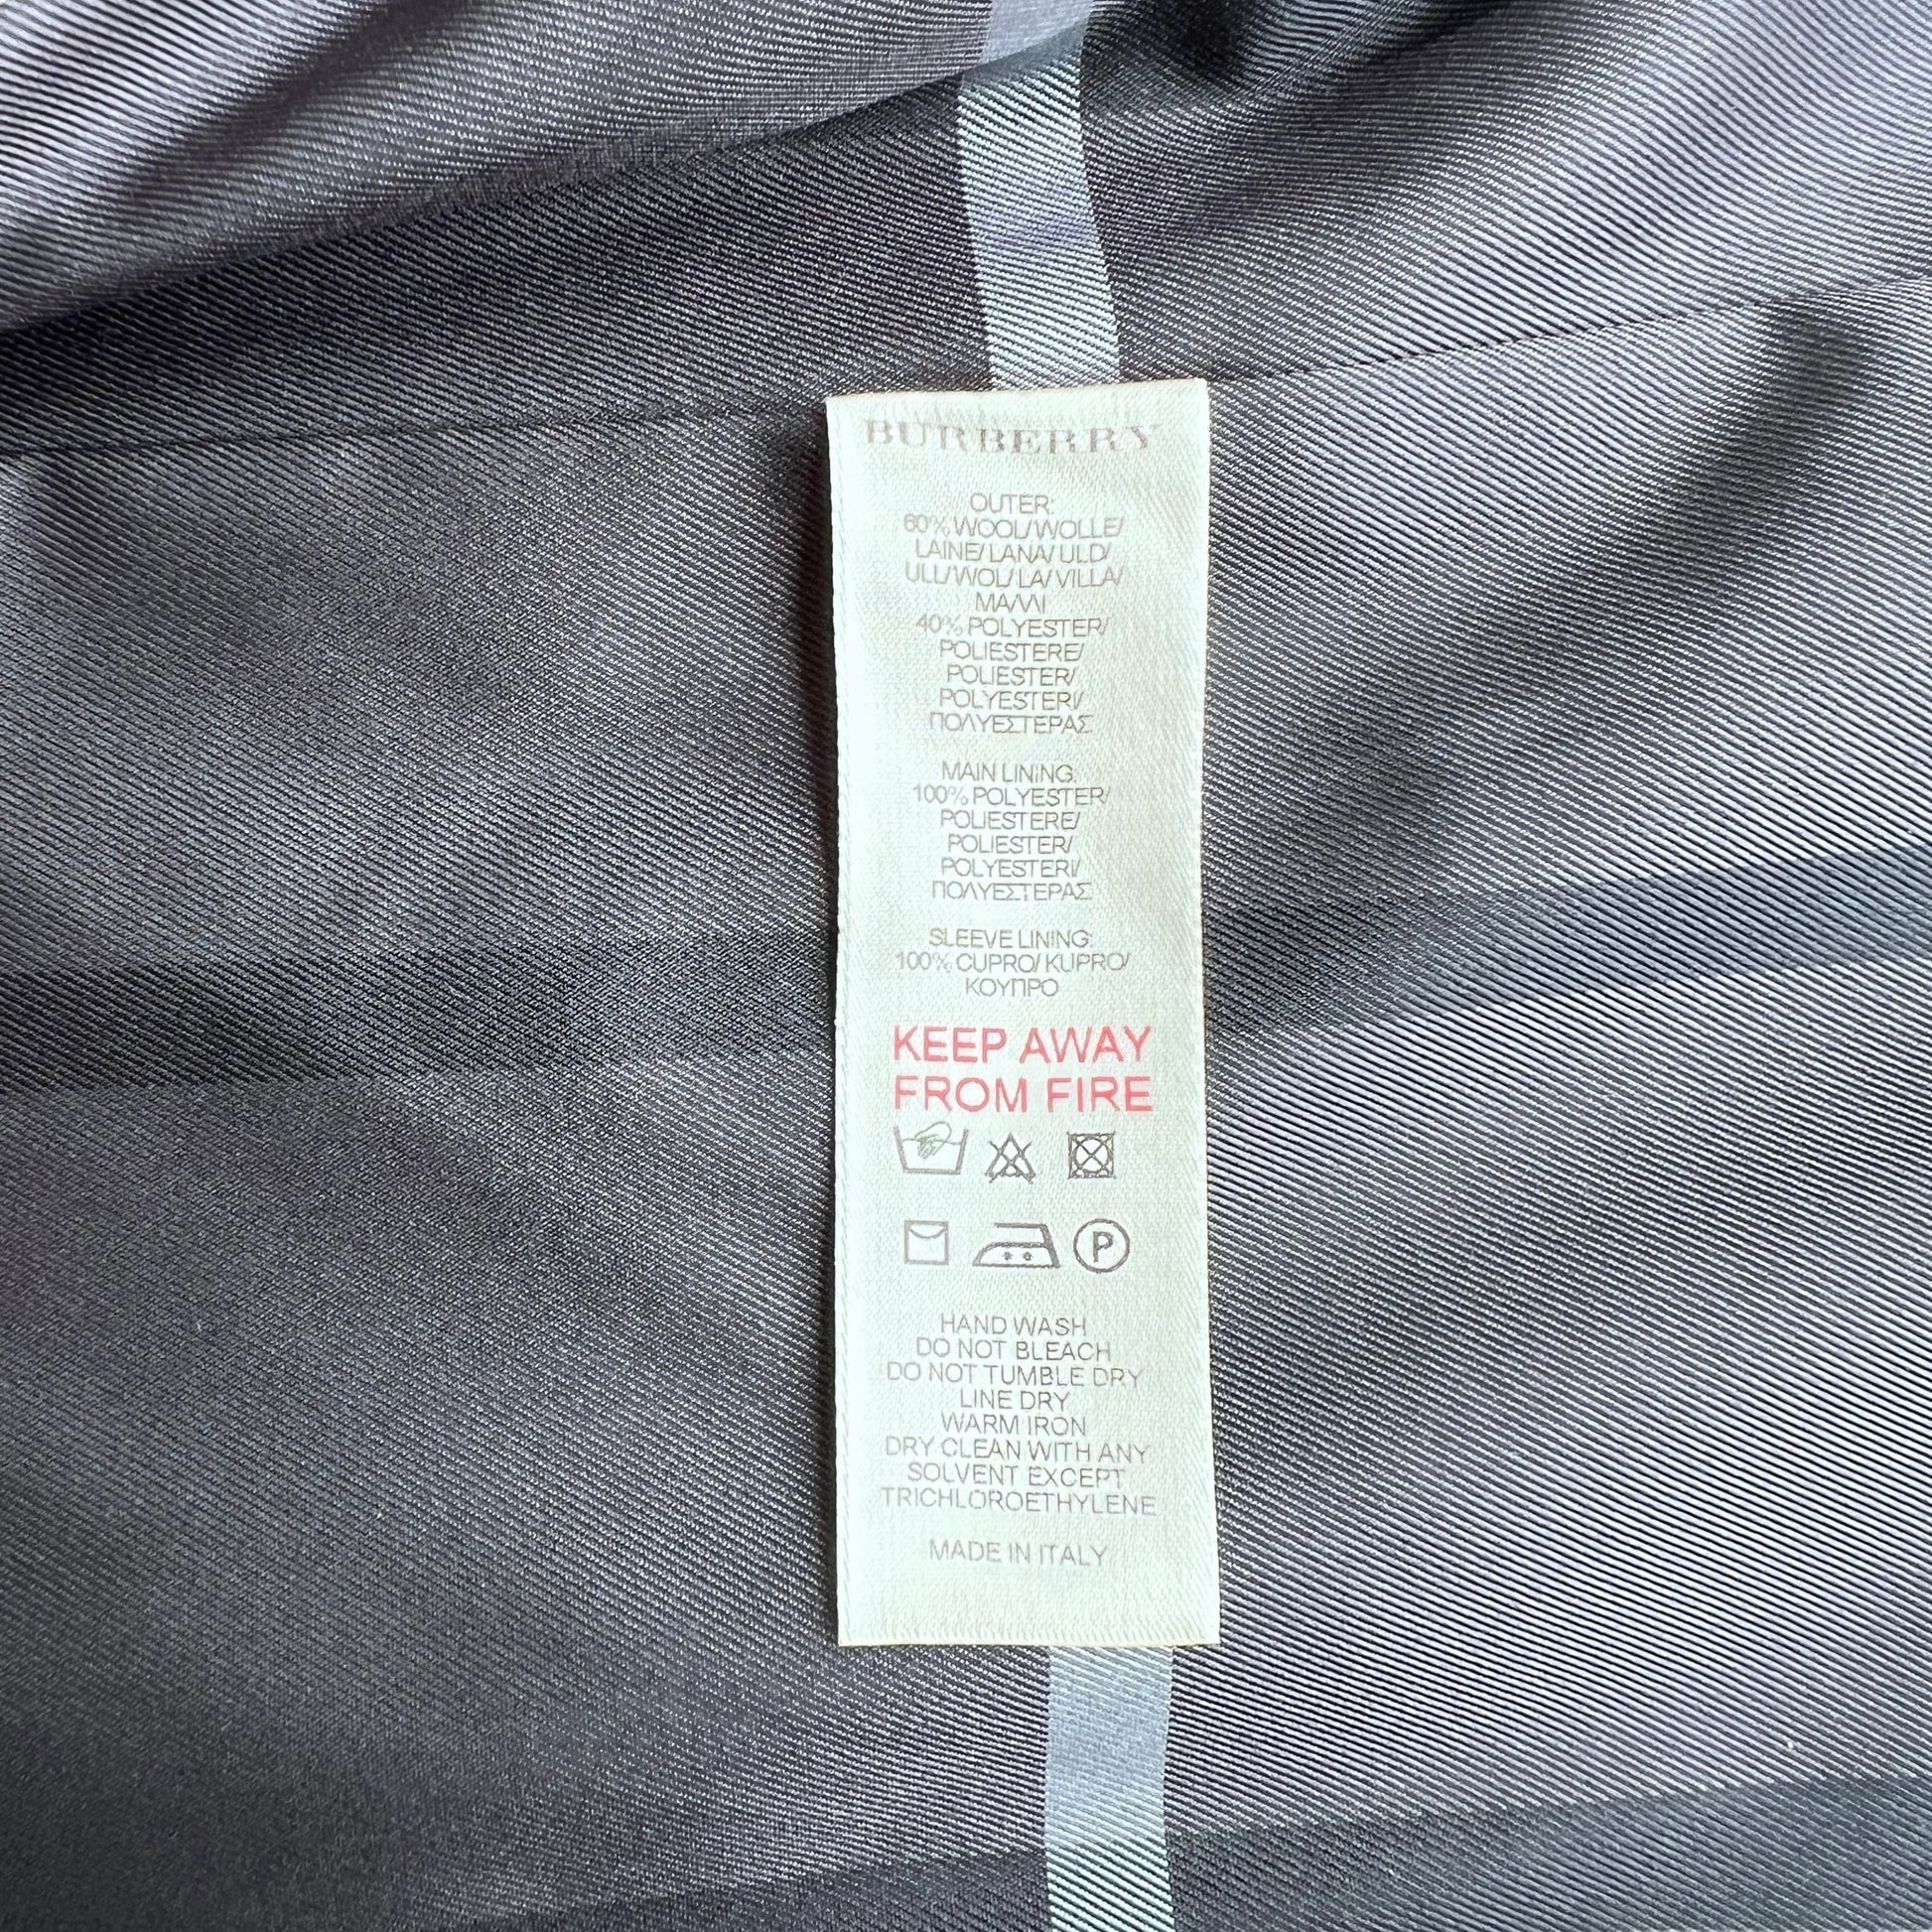 BURBERRY
OUTER:
60% WOOL/WOLLE/
LAINE/LANA/ULD/
ULL/WOL/LA/VILLA/
ΜΑΛΛΙ
40% POLYESTER/
POLIESTERE/
POLIESTER/
POLYESTERI/
ΠΟΛΥΕΣΤΕΡΑΣ
MAIN LINING:
100% POLYESTER/
POLIESTERE/
POLIESTER/
POLYESTERI/
ΠΟΛΥΕΣΤΕΡΑΣ
SLEEVE LINING:
100% CUPRO/KUPRO/
ΚΟΥΠΡΟ
KEEP AWAY
FROM FIRE
P
HAND WASH
DO NOT BLEACH
DO NOT TUMBLE DRY
LINE DRY
WARM IRON
DRY CLEAN WITH ANY
SOLVENT EXCEPT
TRICHLOROETHYLENE
MADE IN ITALY